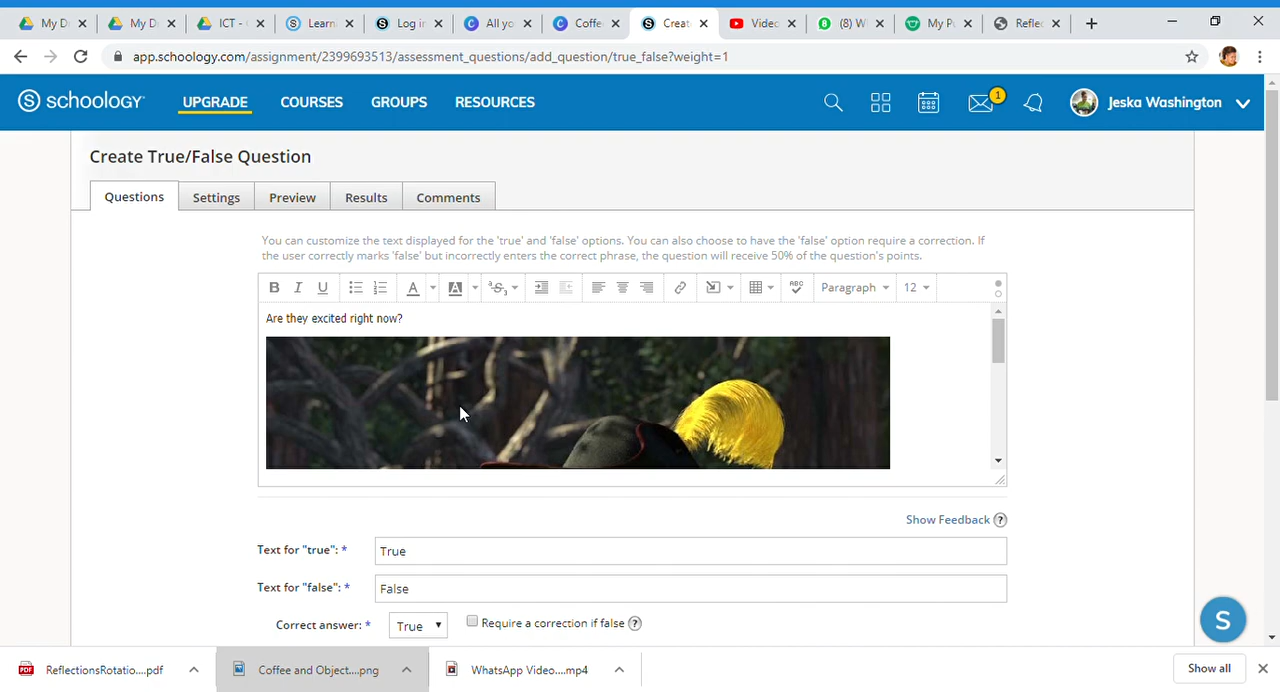 My D
My D
ICT -
Learn
Log in
All yo
Coffe
Creat
Video
(8) W
My P
Reflec
app.schoology.com/assignment/2399693513/assessment_questions/add_question/true_false?weight=1
S schoology
UPGRADE
COURSES
GROUPS
RESOURCES
1
Jeska Washington
Create True/False Question
Questions
Settings
Preview
Results
Comments
You can customize the text displayed for the 'true' and 'false' options. You can also choose to have the 'false' option require a correction. If
the user correctly marks 'false' but incorrectly enters the correct phrase, the question will receive 50% of the question's points.
B I U A A ABC Paragraph 12
Are they excited right now?
Show Feedback ?
Text for "true": * True
Text for "false": * False
Correct answer: * True Require a correction if false ?
S
ReflectionsRotatio....pdf
Coffee and Object....png
WhatsApp Video....mp4
Show all